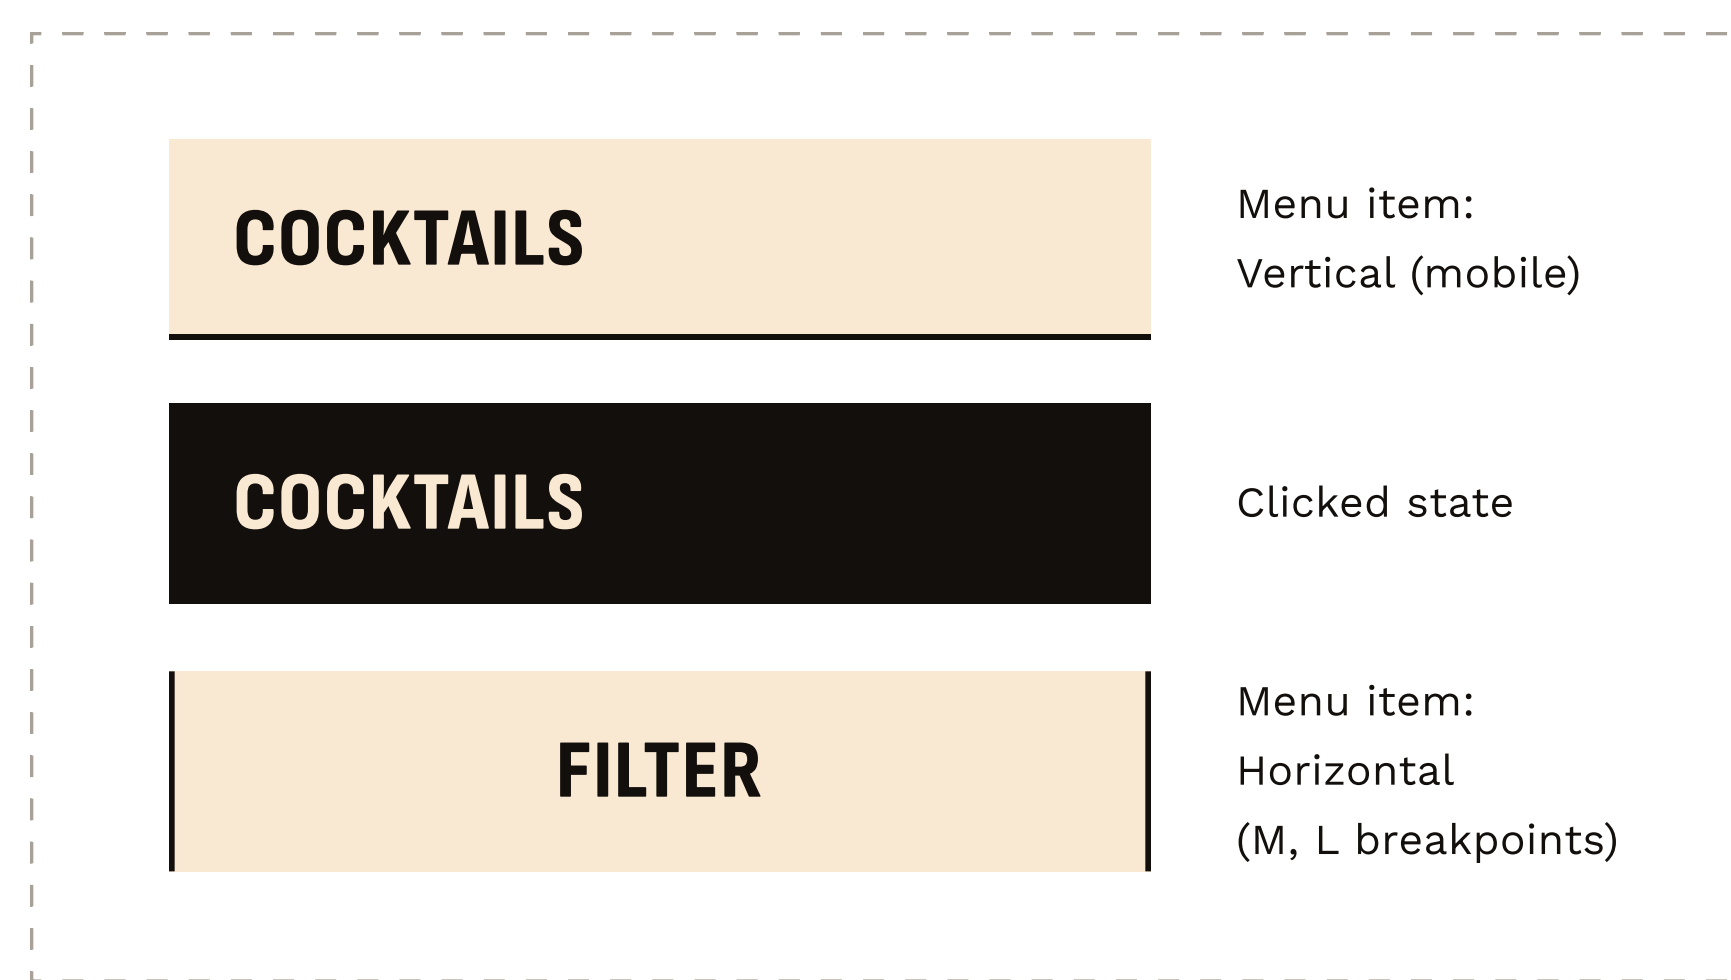 COCKTAILS
Menu item:
Vertical (mobile)
COCKTAILS
Clicked state
FILTER
Menu item:
Horizontal
(M, L breakpoints)